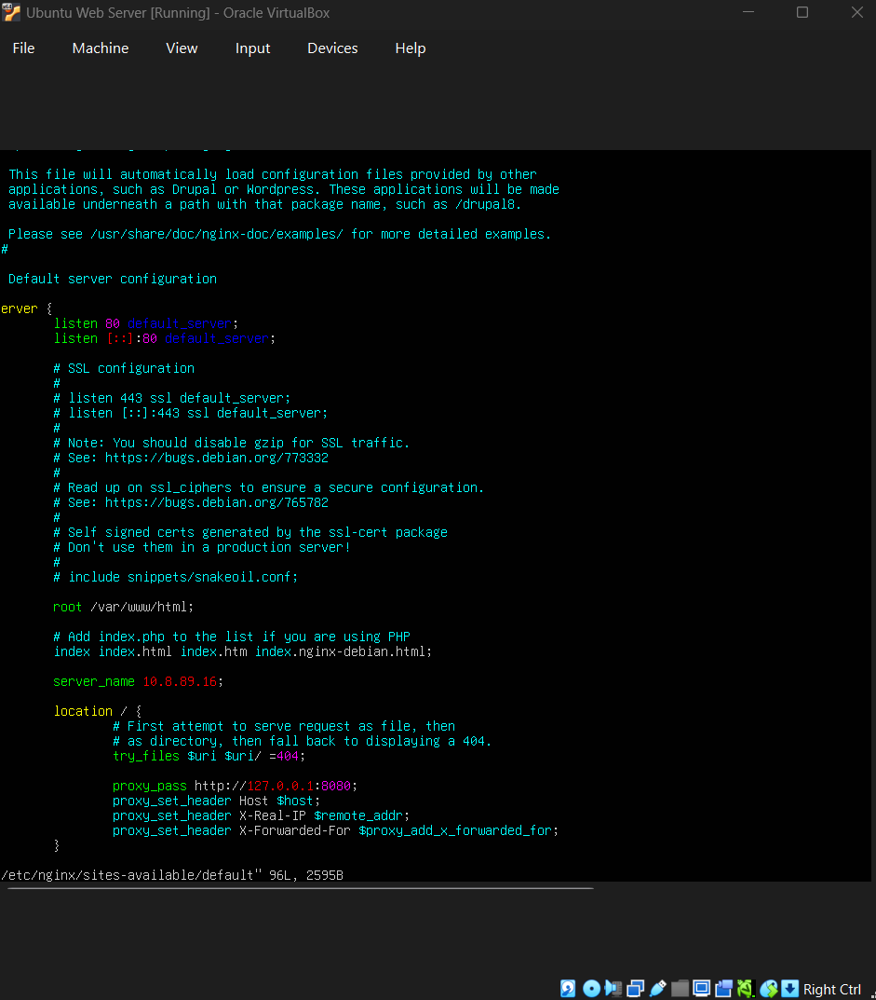 Ubuntu Web Server [Running] - Oracle VirtualBox
File Machine View Input Devices Help
This file will automatically load configuration files provided by other
applications, such as Drupal or Wordpress. These applications will be made
available underneath a path with that package name, such as /drupal8.
Please see /usr/share/doc/nginx-doc/examples/ for more detailed examples.
#
Default server configuration
erver {
listen 80 default_server;
listen [::]:80 default_server;
# SSL configuration
#
# listen 443 ssl default_server;
# listen [::]:443 ssl default_server;
#
# Note: You should disable gzip for SSL traffic.
# See: https://bugs.debian.org/773332
#
# Read up on ssl_ciphers to ensure a secure configuration.
# See: https://bugs.debian.org/765782
#
# Self signed certs generated by the ssl-cert package
# Don't use them in a production server!
#
# include snippets/snakeoil.conf;
root /var/www/html;
# Add index.php to the list if you are using PHP
index index.html index.htm index.nginx-debian.html;
server_name 10.8.89.16;
location / {
# First attempt to serve request as file, then
# as directory, then fall back to displaying a 404.
try_files $uri $uri/ =404;
proxy_pass http://127.0.0.1:8080;
proxy_set_header Host $host;
proxy_set_header X-Real-IP $remote_addr;
proxy_set_header X-Forwarded-For $proxy_add_x_forwarded_for;
}
/etc/nginx/sites-available/default" 96L, 2595B
Right Ctrl